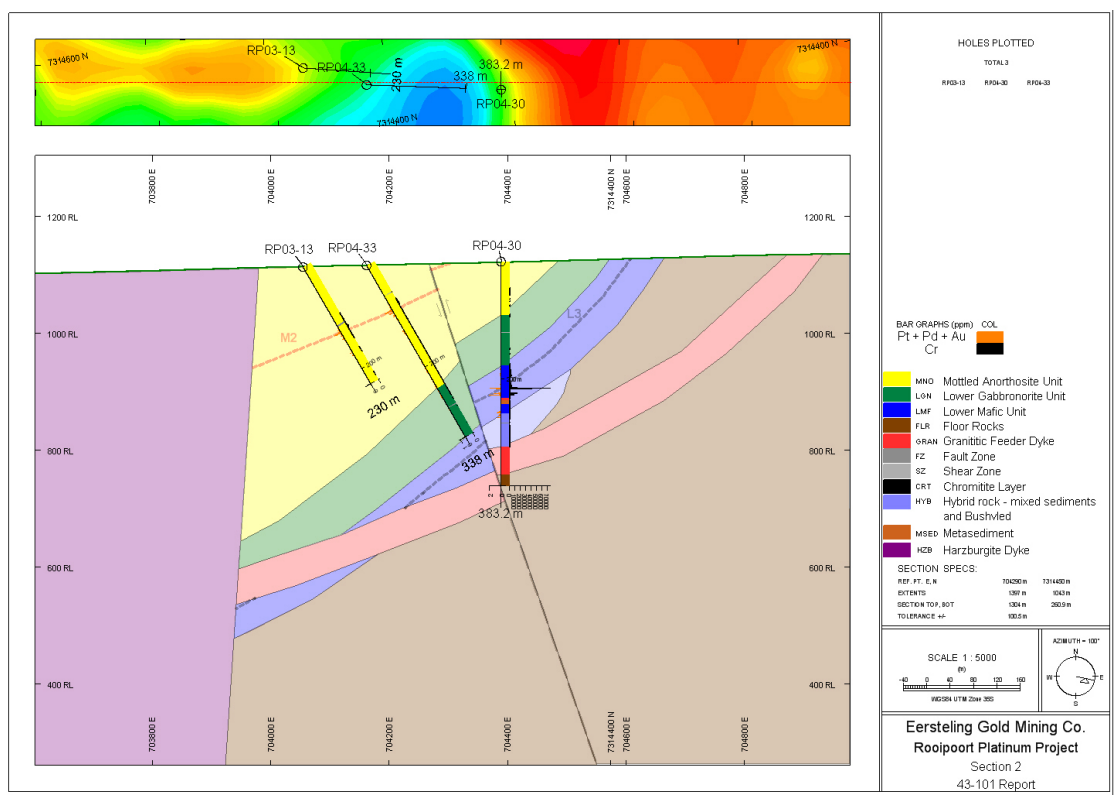 RP03-13
7314600 N
7314400 N
383.2 m
RP04-33
230 m
338 m
RP04-30
7314400 N
703800 E
704000 E
704200 E
704400 E
7314400 N
704600 E
704800 E
1200 RL
1200 RL
RP03-13
RP04-33
RP04-30
1000 RL
1000 RL
M2
L3
200 m
200 m
230 m
800 RL
800 RL
338 m
383.2 m
600 RL
600 RL
400 RL
400 RL
703800 E
704000 E
704200 E
704400 E
7314400 N
704600 E
704800 E
HOLES PLOTTED
TOTAL 3
RP03-13 RP04-30 RP04-33
BAR GRAPHS (ppm) COL
Pt + Pd + Au
Cr
MNO Mottled Anorthosite Unit
LGN Lower Gabbronorite Unit
LMF Lower Mafic Unit
FLR Floor Rocks
GRAN Granititic Feeder Dyke
FZ Fault Zone
SZ Shear Zone
CRT Chromitite Layer
HYB Hybrid rock - mixed sediments
and Bushvled
MSED Metasediment
HZB Harzburgite Dyke
SECTION SPECS:
REF. PT. E, N 704290 m 7314450 m
EXTENTS 1397 m 1043 m
SECTION TOP, BOT 1304 m 260.9 m
TOLERANCE +/- 100.5 m
SCALE 1 : 5000
(m)
-40 0 40 80 120 160
WGS84 UTM Zone 35S
AZIMUTH = 100°
N
W
E
S
Eersteling Gold Mining Co.
Rooipoort Platinum Project
Section 2
43-101 Report